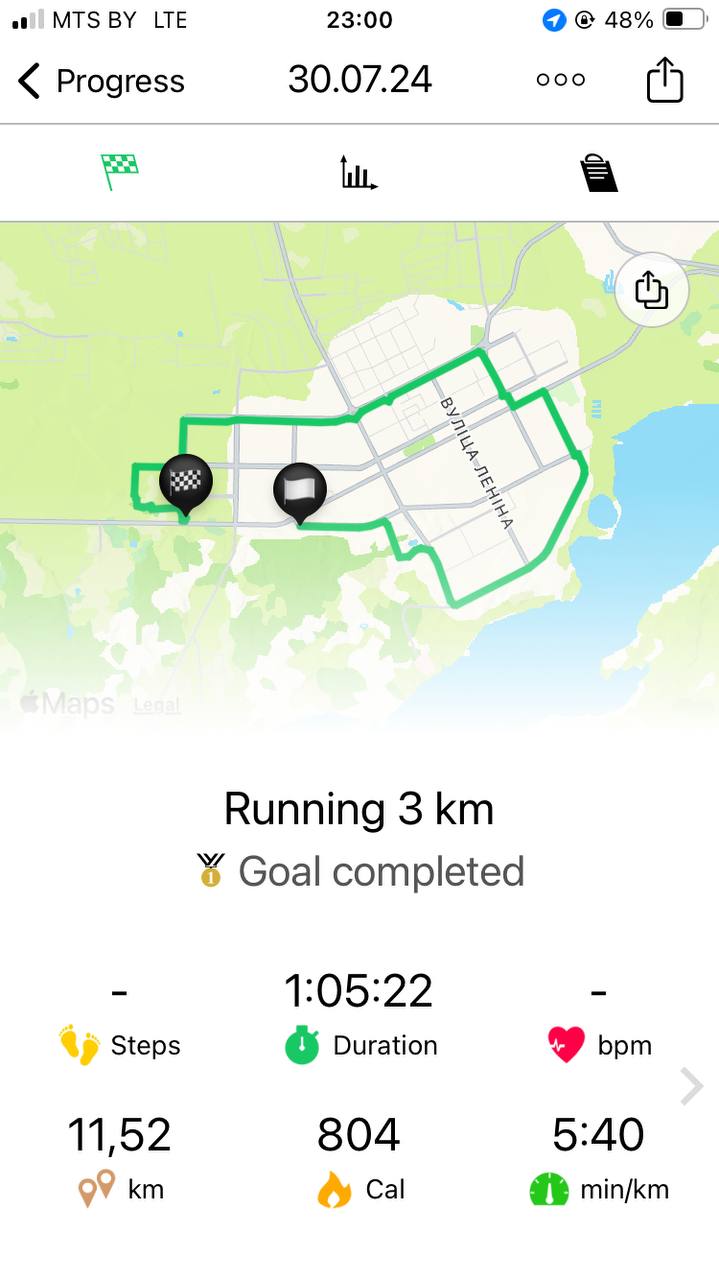 MTS BY LTE 23:00 48%
Progress 30.07.24
ВУЛІЦА ЛЕНІНА
Maps Legal
Running 3 km
1 Goal completed
- 1:05:22 -
Steps Duration bpm
11,52 804 5:40
km Cal min/km